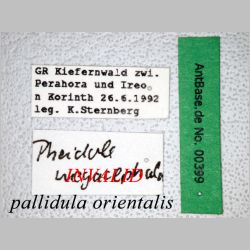 GR Kiefernwald zwi.
Perahora und Ireo
n Korinth 26.6.1992
leg. K.Sternberg
Pheidole
INVALID
pallidula orientalis
AntBase.de No. 00399